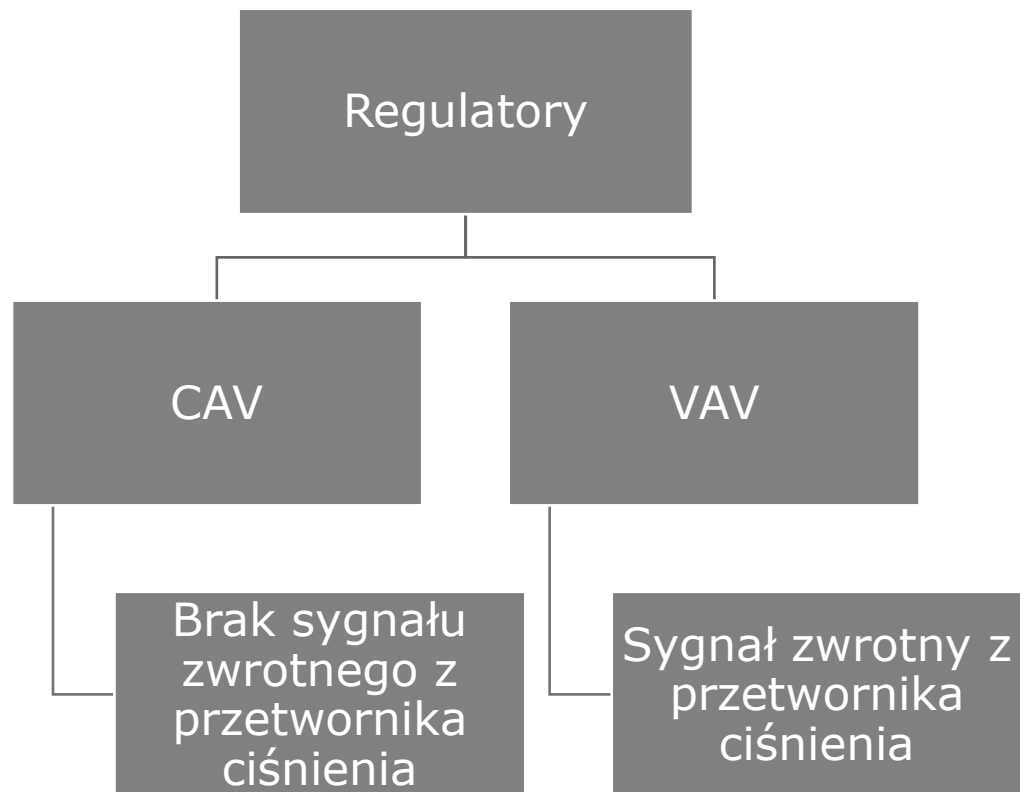 Regulatory
CAV
VAV
Brak sygnału
zwrotnego z
przetwornika
ciśnienia
Sygnał zwrotny z
przetwornika
ciśnienia